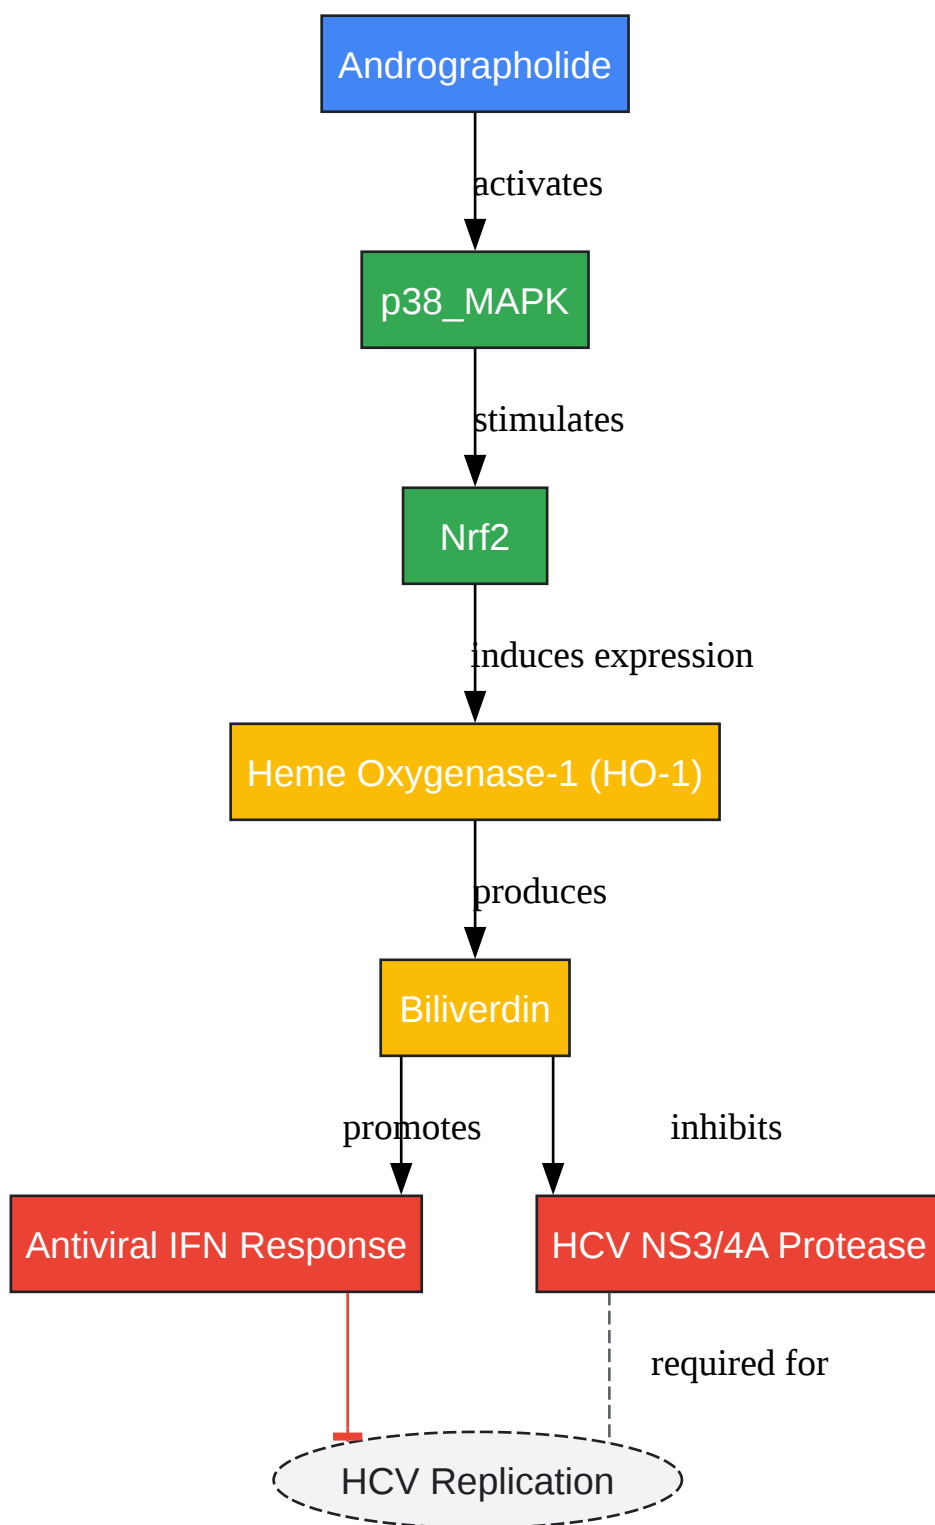 Andrographolide
activates
p38_MAPK
stimulates
Nrf2
induces expression
Heme Oxygenase-1 (HO-1)
produces
Biliverdin
promotes
inhibits
Antiviral IFN Response
HCV NS3/4A Protease
required for
HCV Replication